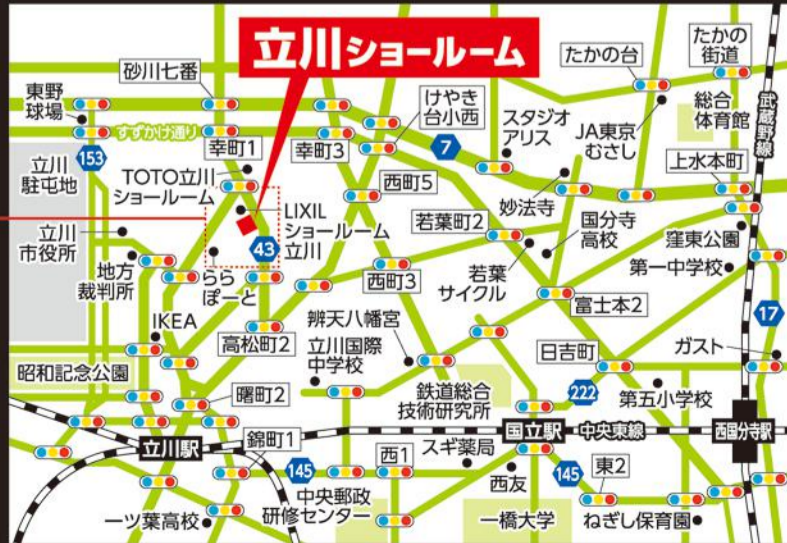 立川ショールーム
砂川七番
たかの台
たかの
街道
東野
球場
けやき
台小西
スタジオ
アリス
JA東京
むさし
総合
体育館
武蔵野線
すずかけ通り
153
幸町1
幸町3
7
立川
駐屯地
TOTO立川
ショールーム
西町5
上水本町
妙法寺
LIXIL
ショールーム
立川
若葉町2
国分寺
高校
窪東公園
立川
市役所
43
地方
裁判所
らら
ぽーと
西町3
若葉
サイクル
第一中学校
富士本2
17
IKEA
高松町2
辨天八幡宮
立川国際
中学校
日吉町
ガスト
昭和記念公園
曙町2
鉄道総合
技術研究所
222
第五小学校
立川駅
錦町1
国立駅
中央東線
西国分寺駅
145
西1
スギ薬局
西友
145
東2
中央郵政
研修センター
一ツ葉高校
一橋大学
ねぎし保育園